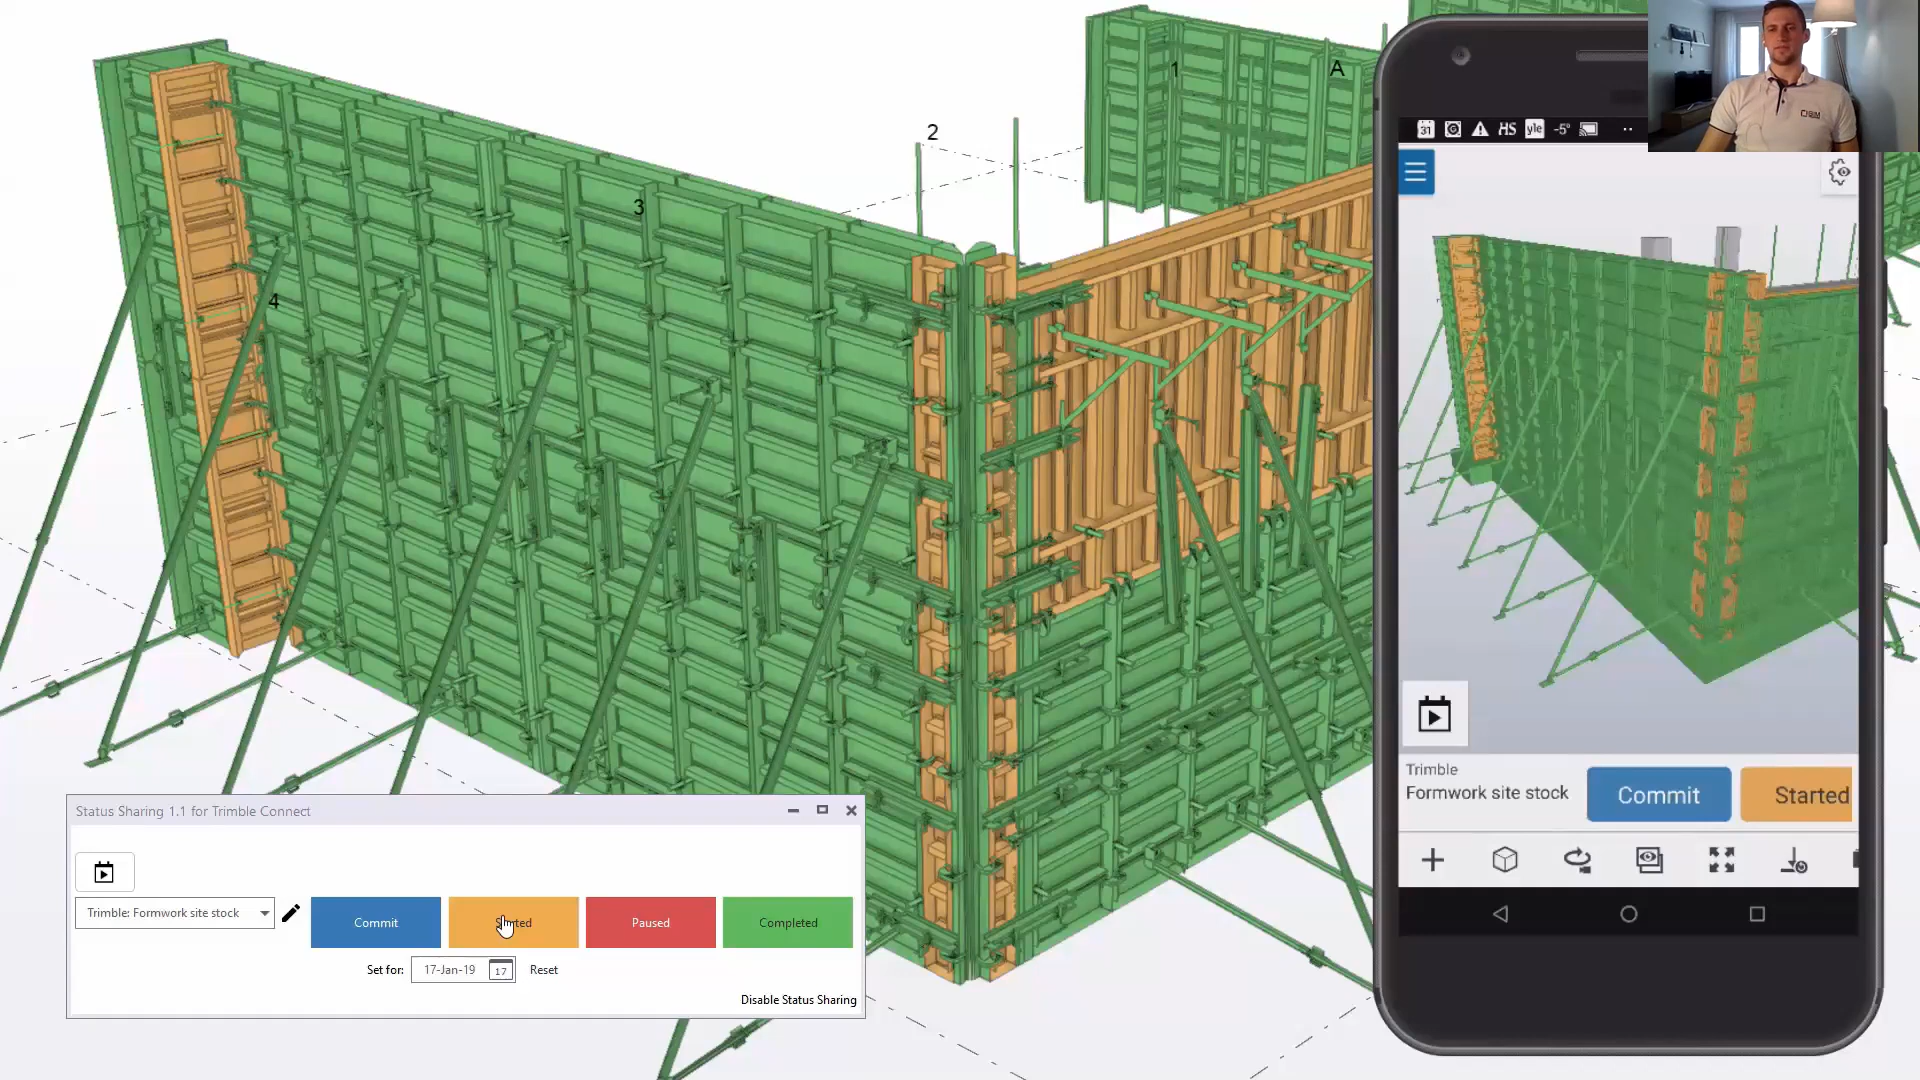 1
A
2
3
4
31
HS
yle
-5°
Trimble
Formwork site stock
Commit
Started
Status Sharing 1.1 for Trimble Connect
Trimble: Formwork site stock
Commit
Paused
Completed
Set for:
17-Jan-19
17
Reset
Disable Status Sharing